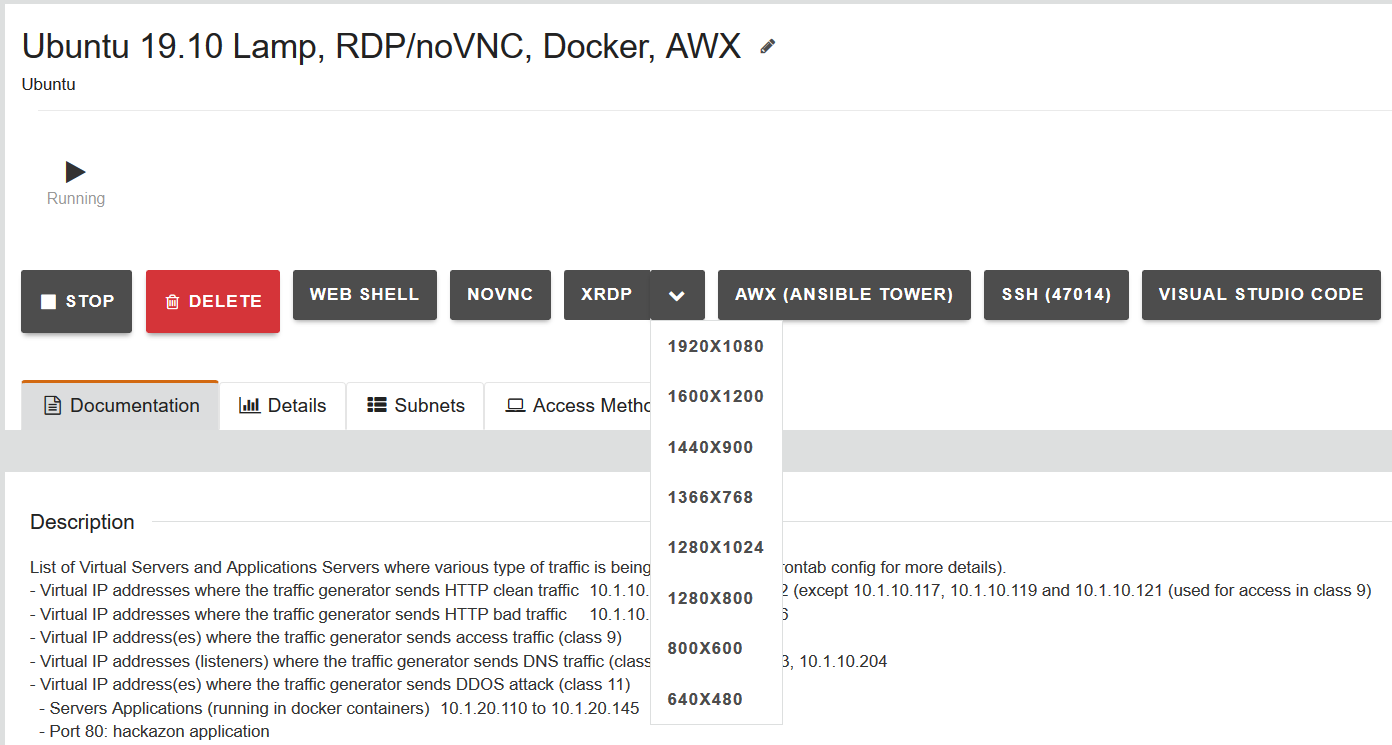 Ubuntu 19.10 Lamp, RDP/noVNC, Docker, AWX
Ubuntu
Running
STOP DELETE WEB SHELL NOVNC XRDP AWX (ANSIBLE TOWER) SSH (47014) VISUAL STUDIO CODE
1920X1080
1600X1200
1440X900
1366X768
1280X1024
1280X800
800X600
640X480
Documentation Details Subnets Access Metho
Description
List of Virtual Servers and Applications Servers where various type of traffic is being rontab config for more details).
- Virtual IP addresses where the traffic generator sends HTTP clean traffic 10.1.10. 2 (except 10.1.10.117, 10.1.10.119 and 10.1.10.121 (used for access in class 9)
- Virtual IP addresses where the traffic generator sends HTTP bad traffic 10.1.10. 6
- Virtual IP address(es) where the traffic generator sends access traffic (class 9)
- Virtual IP addresses (listeners) where the traffic generator sends DNS traffic (class 3, 10.1.10.204
- Virtual IP address(es) where the traffic generator sends DDOS attack (class 11)
- Servers Applications (running in docker containers) 10.1.20.110 to 10.1.20.145
- Port 80: hackazon application